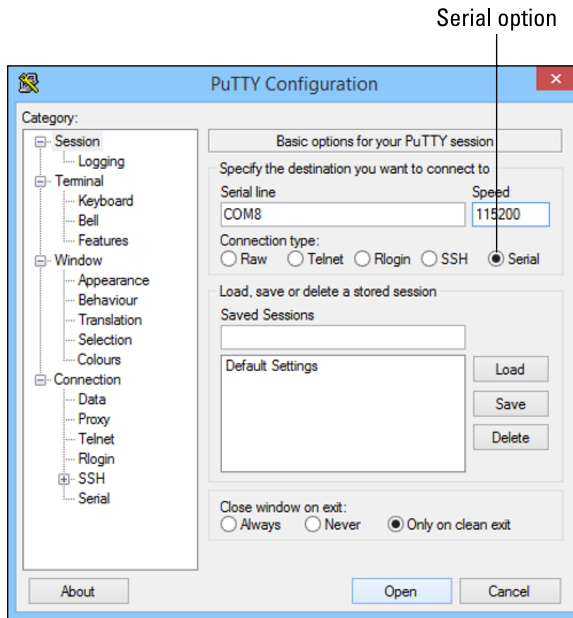 Serial option
PuTTY Configuration
Category:
Session
Logging
Terminal
Keyboard
Bell
Features
Window
Appearance
Behaviour
Translation
Selection
Colours
Connection
Data
Proxy
Telnet
Rlogin
SSH
Serial
Basic options for your PuTTY session
Specify the destination you want to connect to
Serial line Speed
COM8 115200
Connection type:
Raw Telnet Rlogin SSH Serial
Load, save or delete a stored session
Saved Sessions
Default Settings
Load
Save
Delete
Close window on exit:
Always Never Only on clean exit
About Open Cancel